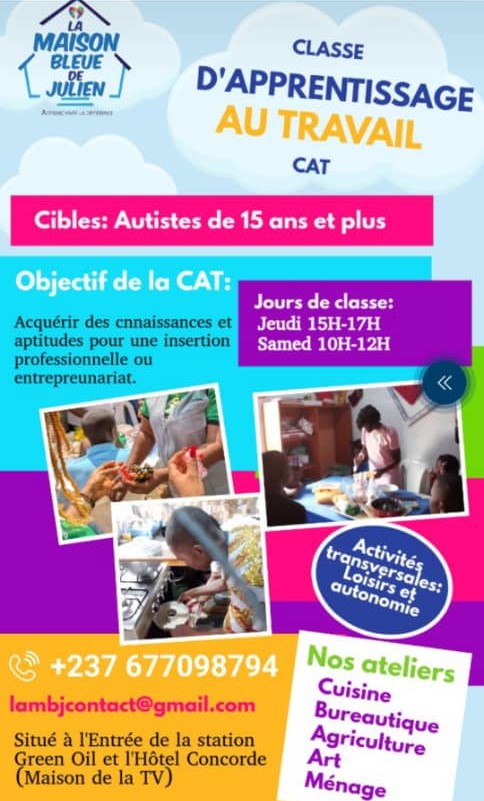 LA
MAISON
BLEUE
DE
JULIEN
CLASSE
D'APPRENTISSAGE
AU TRAVAIL
CAT
Cibles: Autistes de 15 ans et plus
Objectif de la CAT:
Acquérir des cnnaissances et
aptitudes pour une insertion
professionnelle ou
entrepreunariat.
Jours de classe:
Jeudi 15H-17H
Samed 10H-12H
Activités
transversales:
Loisirs et
autonomie
+237 677098794
lambjcontact@gmail.com
Situé à l'Entrée de la station
Green Oil et l'Hôtel Concorde
(Maison de la TV)
Nos ateliers
Cuisine
Bureautique
Agriculture
Art
Ménage